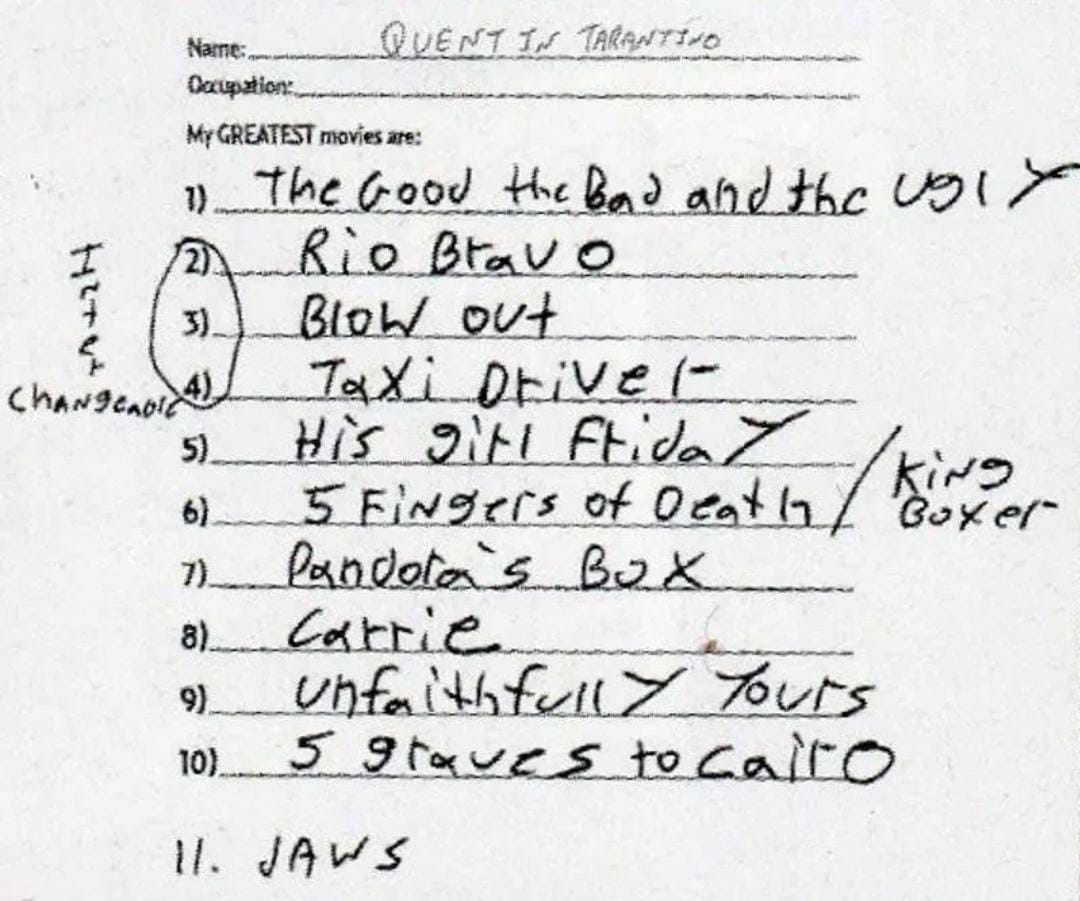 Name: QUENTIN TARANTINO
Occupation:
My GREATEST movies are:
1) The Good the Bad and the Ugly
2) Rio Bravo
3) Blow Out
4) Taxi Driver
Inter
Changeable
5) His girl Friday
6) 5 Fingers of Death / King Boxer
7) Pandora's Box
8) Carrie
9) Unfaithfully Yours
10) 5 graves to Cairo
11. JAWS